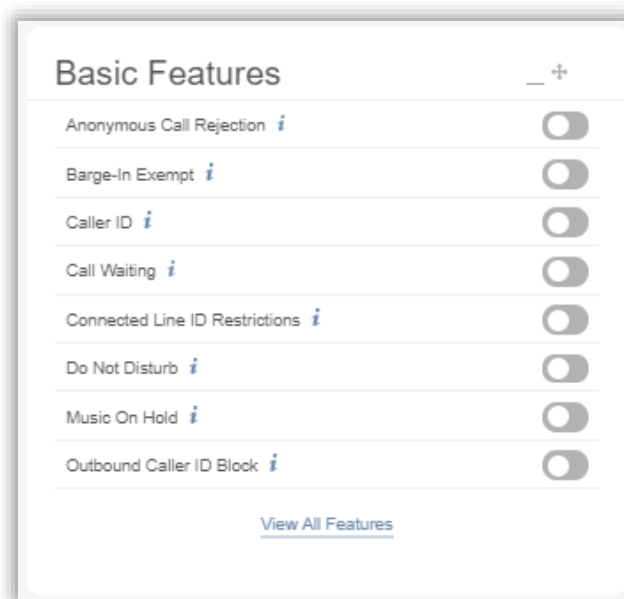 Basic Features
Anonymous Call Rejection i
Barge-In Exempt i
Caller ID i
Call Waiting i
Connected Line ID Restrictions i
Do Not Disturb i
Music On Hold i
Outbound Caller ID Block i
View All Features